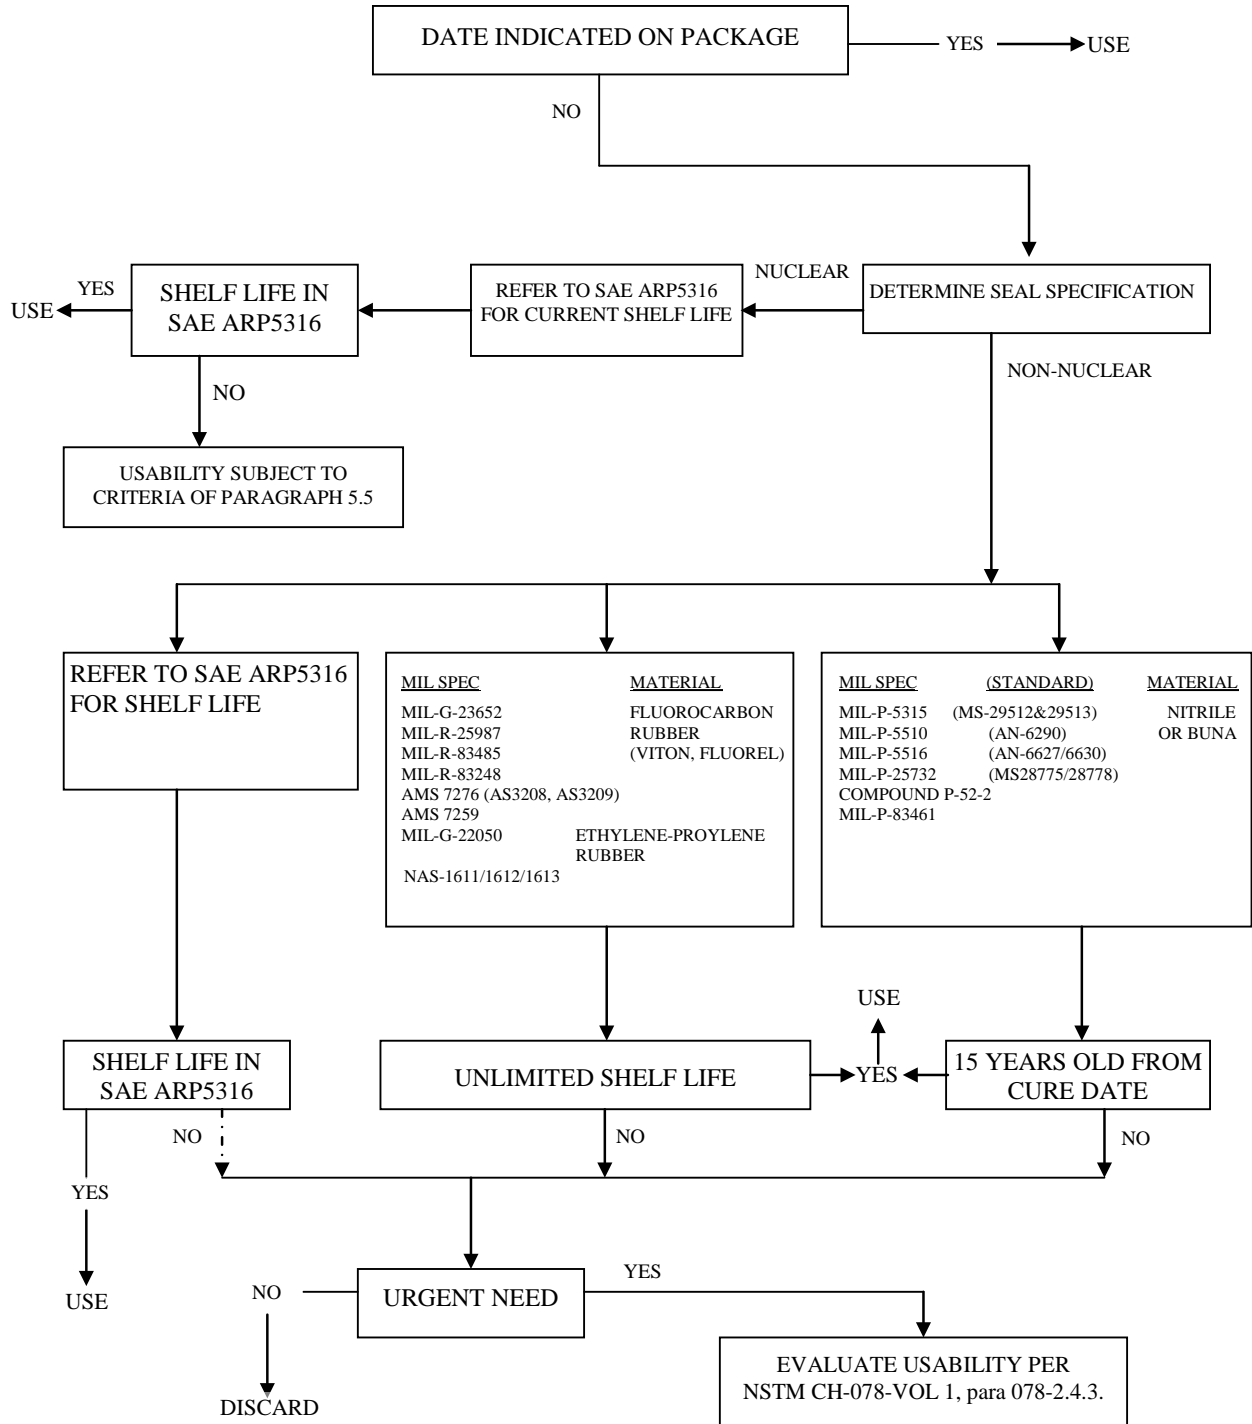 DATE INDICATED ON PACKAGE
YES
USE
NO
NUCLEAR
DETERMINE SEAL SPECIFICATION
REFER TO SAE ARP5316
FOR CURRENT SHELF LIFE
SHELF LIFE IN
SAE ARP5316
YES
USE
NO
USABILITY SUBJECT TO
CRITERIA OF PARAGRAPH 5.5
NON-NUCLEAR
REFER TO SAE ARP5316
FOR SHELF LIFE
MIL SPEC MATERIAL
MIL-G-23652 FLUOROCARBON
MIL-R-25987 RUBBER
MIL-R-83485 (VITON, FLUOREL)
MIL-R-83248
AMS 7276 (AS3208, AS3209)
AMS 7259
MIL-G-22050 ETHYLENE-PROYLENE
RUBBER
NAS-1611/1612/1613
MIL SPEC (STANDARD) MATERIAL
MIL-P-5315 (MS-29512&29513) NITRILE
MIL-P-5510 (AN-6290) OR BUNA
MIL-P-5516 (AN-6627/6630)
MIL-P-25732 (MS28775/28778)
COMPOUND P-52-2
MIL-P-83461
USE
SHELF LIFE IN
SAE ARP5316
UNLIMITED SHELF LIFE
YES
15 YEARS OLD FROM
CURE DATE
NO
NO
NO
YES
USE
NO
URGENT NEED
YES
DISCARD
EVALUATE USABILITY PER
NSTM CH-078-VOL 1, para 078-2.4.3.